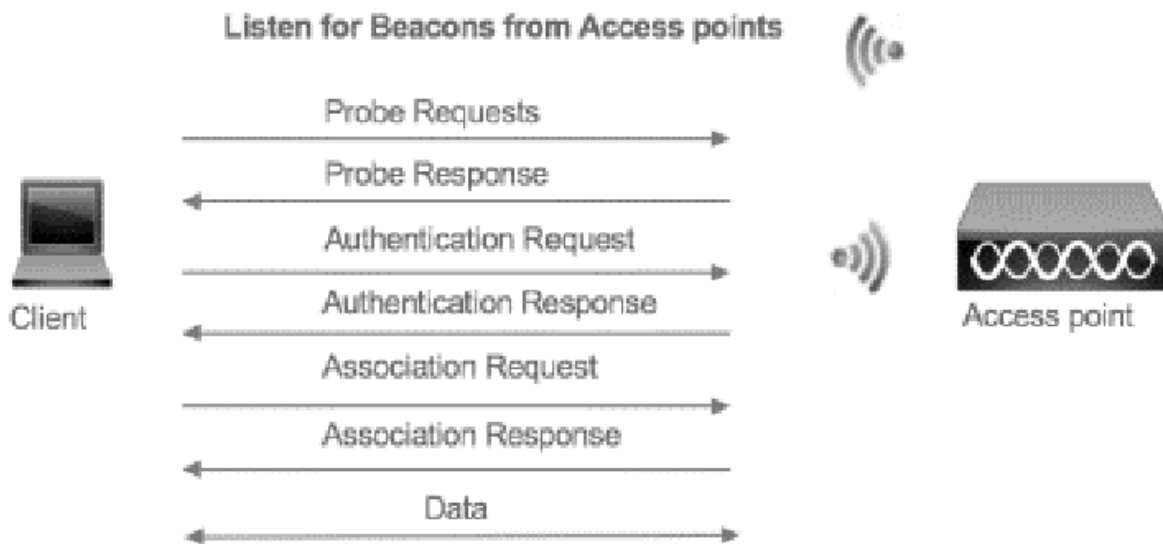 Listen for Beacons from Access points
Probe Requests
Probe Response
Authentication Request
Authentication Response
Client
Access point
Association Request
Association Response
Data